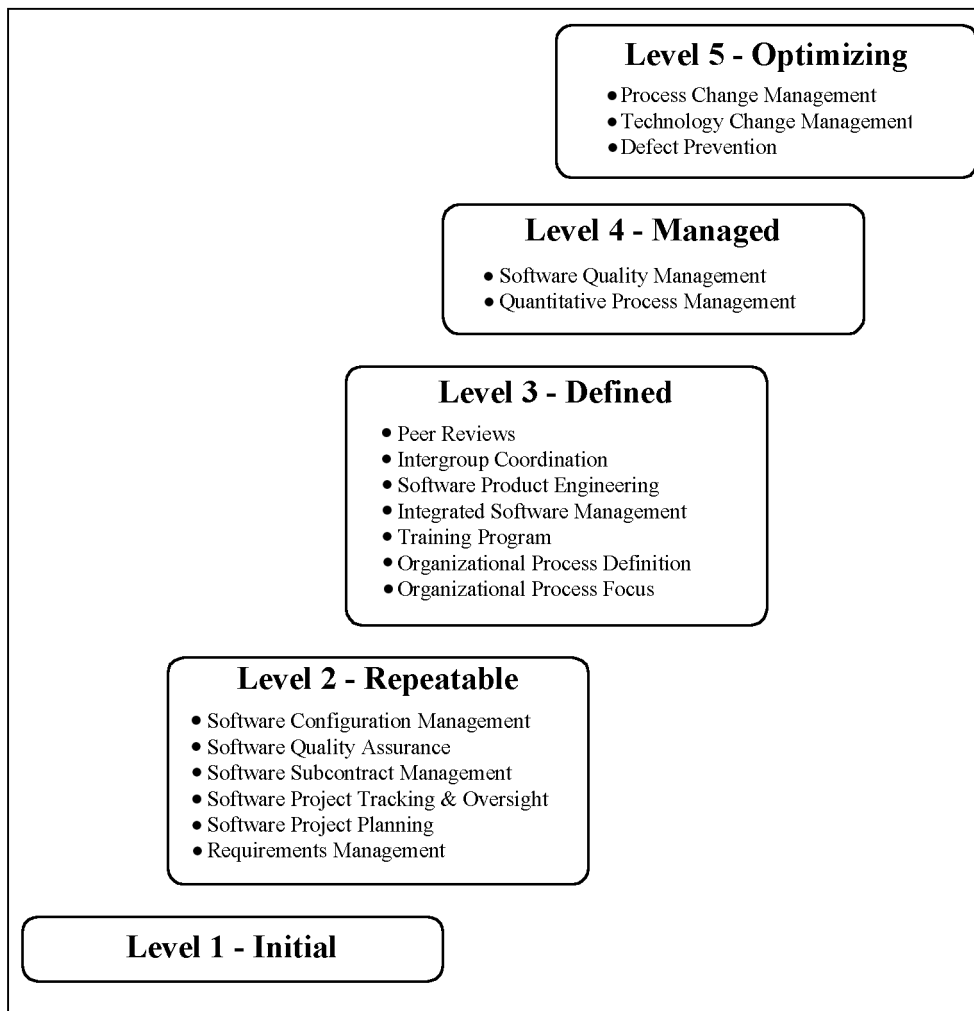 Level 5 - Optimizing
• Process Change Management
• Technology Change Management
• Defect Prevention
Level 4 - Managed
• Software Quality Management
• Quantitative Process Management
Level 3 - Defined
• Peer Reviews
• Intergroup Coordination
• Software Product Engineering
• Integrated Software Management
• Training Program
• Organizational Process Definition
• Organizational Process Focus
Level 2 - Repeatable
• Software Configuration Management
• Software Quality Assurance
• Software Subcontract Management
• Software Project Tracking & Oversight
• Software Project Planning
• Requirements Management
Level 1 - Initial